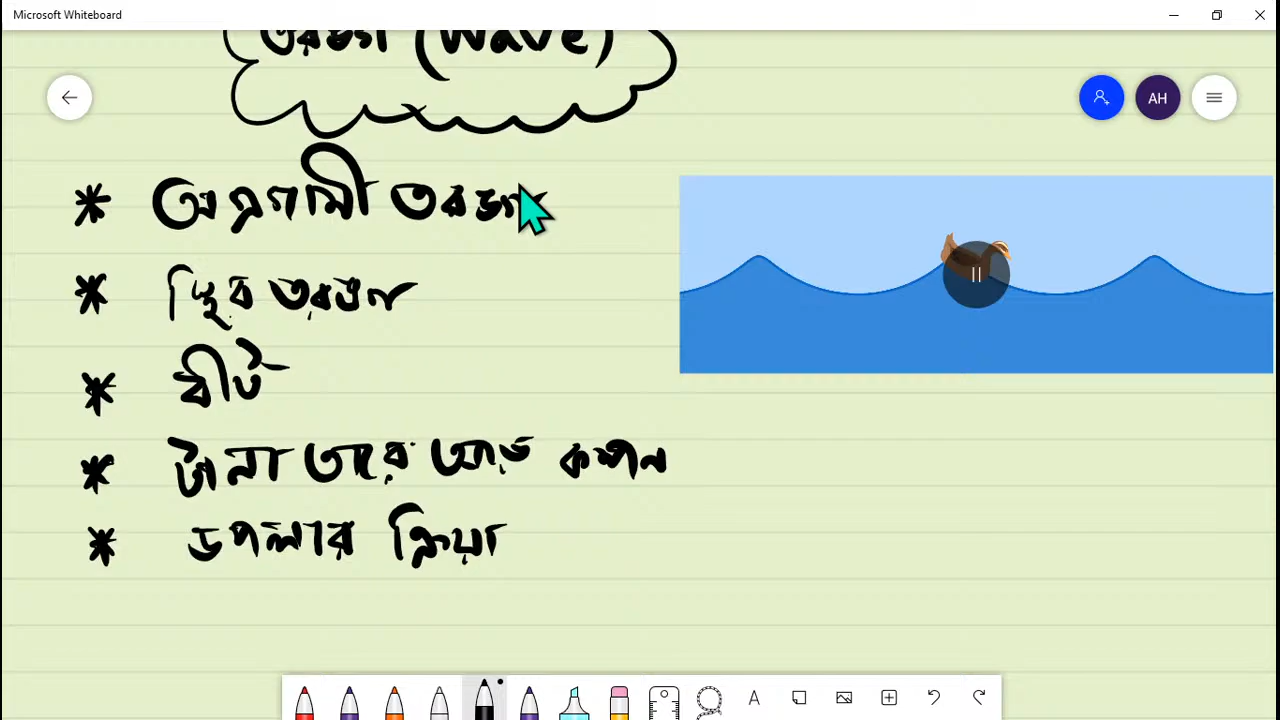 Microsoft Whiteboard
তরঙ্গ (Wave)
AH
* অগ্রগামী তরঙ্গ
* স্থির তরঙ্গ
* বীট
* টানা তারে আড় কম্পন
* ডপলার ক্রিয়া
A